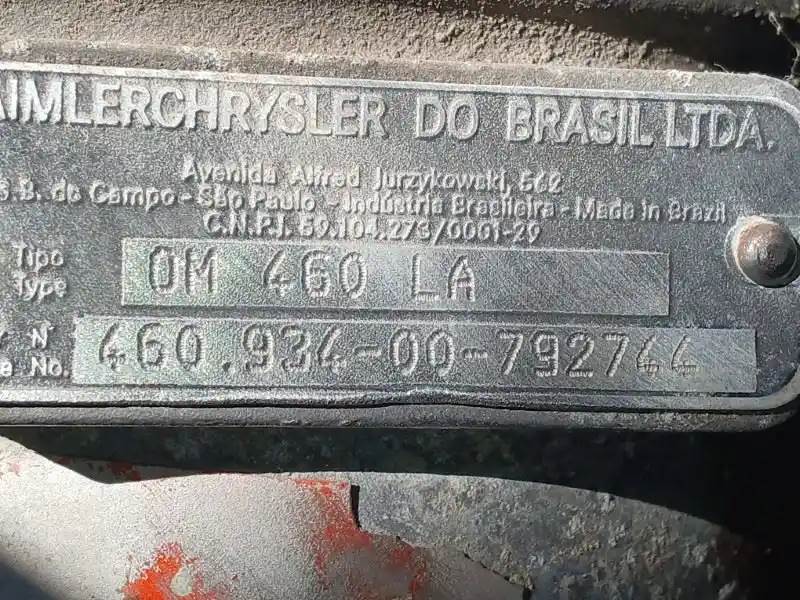 AIMLERCHRYSLER DO BRASIL LTDA.
Avenida Alfred Jurzykowski, 562
S.B. do Campo - São Paulo - Indústria Brasileira - Made in Brazil
C.N.P.J. 59.104.273/0001-29
Tipo
Type OM 460 LA
N
No. 460.934-00-792744